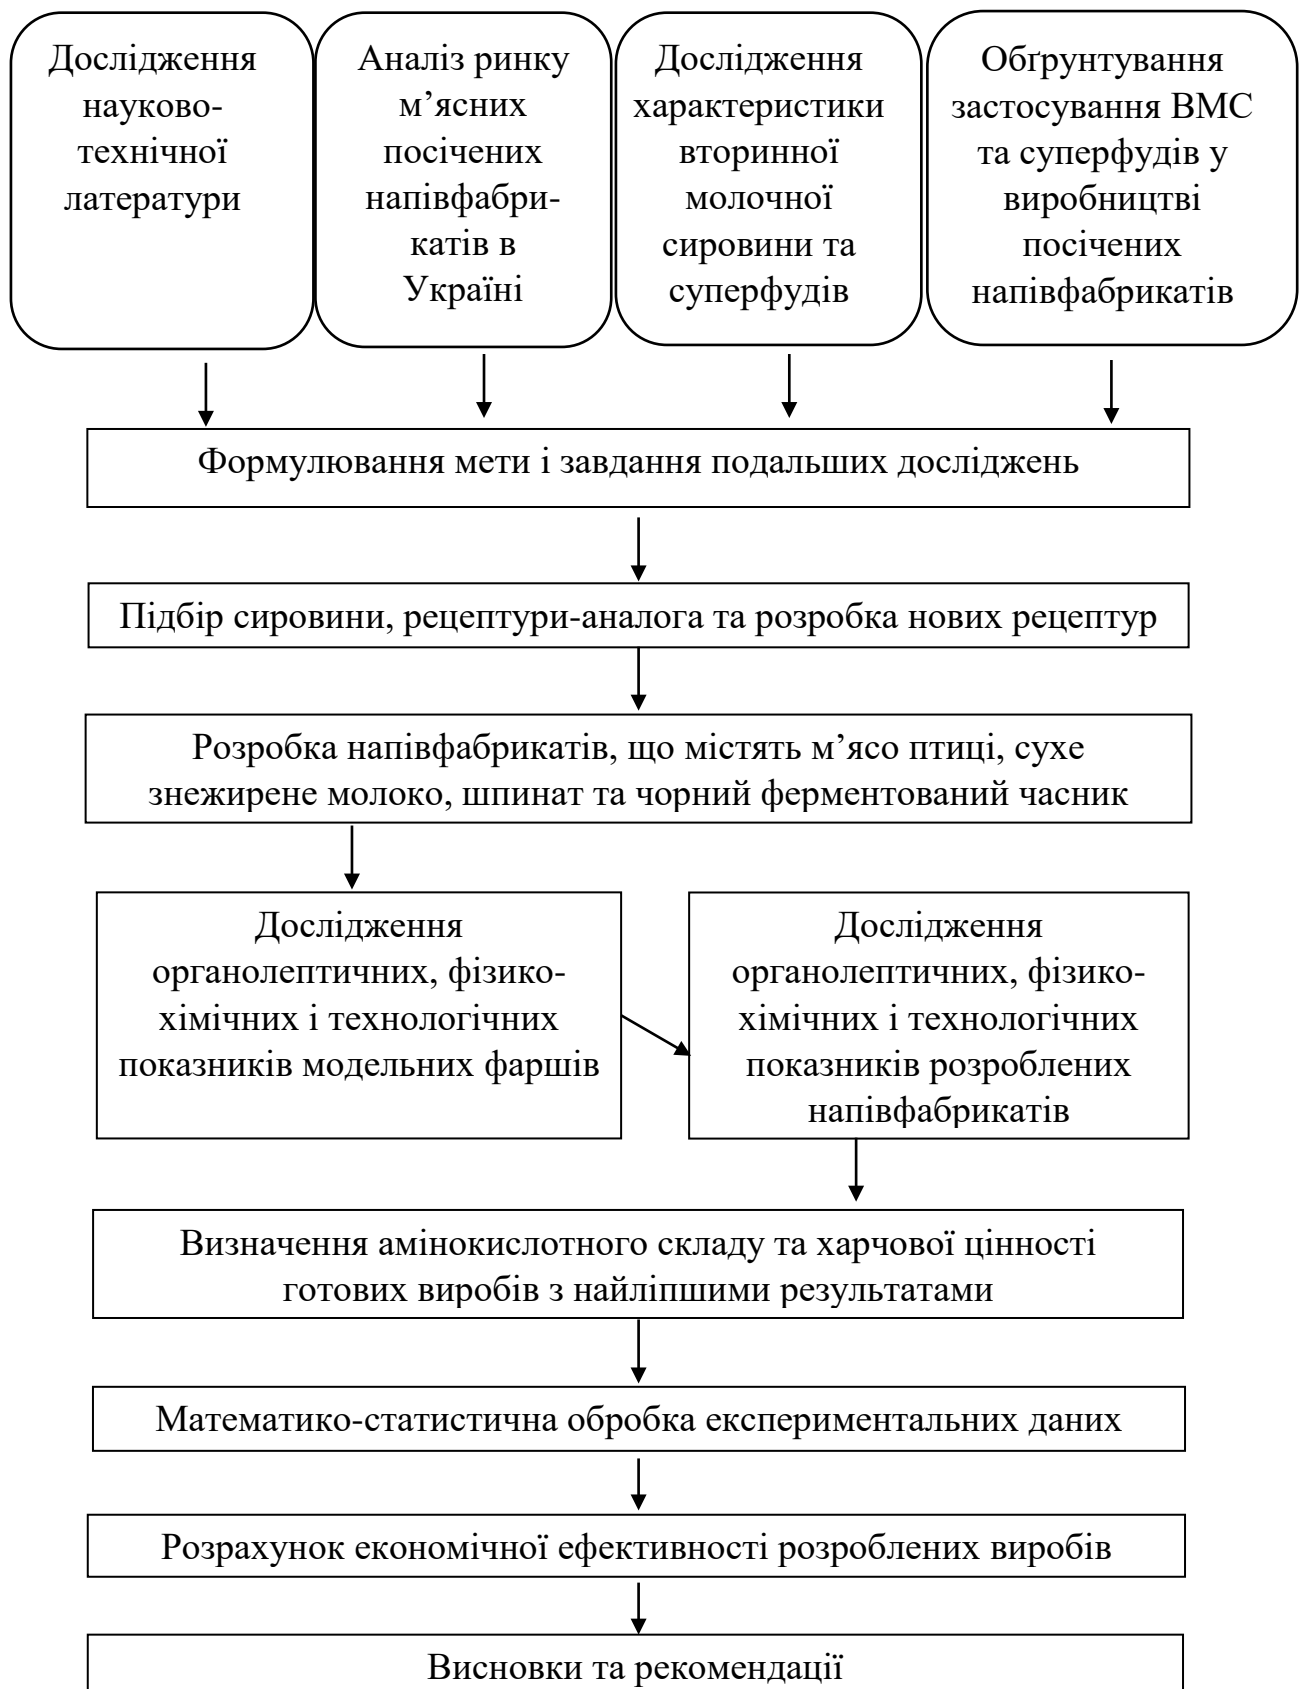 Дослідження
науково-
технічної
латератури
Аналіз ринку
м’ясних
посічених
напівфабри-
катів в
Україні
Дослідження
характеристики
вторинної
молочної
сировини та
суперфудів
Обґрунтування
застосування ВМС
та суперфудів у
виробництві
посічених
напівфабрикатів
Формулювання мети і завдання подальших досліджень
Підбір сировини, рецептури-аналога та розробка нових рецептур
Розробка напівфабрикатів, що містять м’ясо птиці, сухе
знежирене молоко, шпинат та чорний ферментований часник
Дослідження
органолептичних, фізико-
хімічних і технологічних
показників модельних фаршів
Дослідження
органолептичних, фізико-
хімічних і технологічних
показників розроблених
напівфабрикатів
Визначення амінокислотного складу та харчової цінності
готових виробів з найліпшими результатами
Математико-статистична обробка експериментальних даних
Розрахунок економічної ефективності розроблених виробів
Висновки та рекомендації